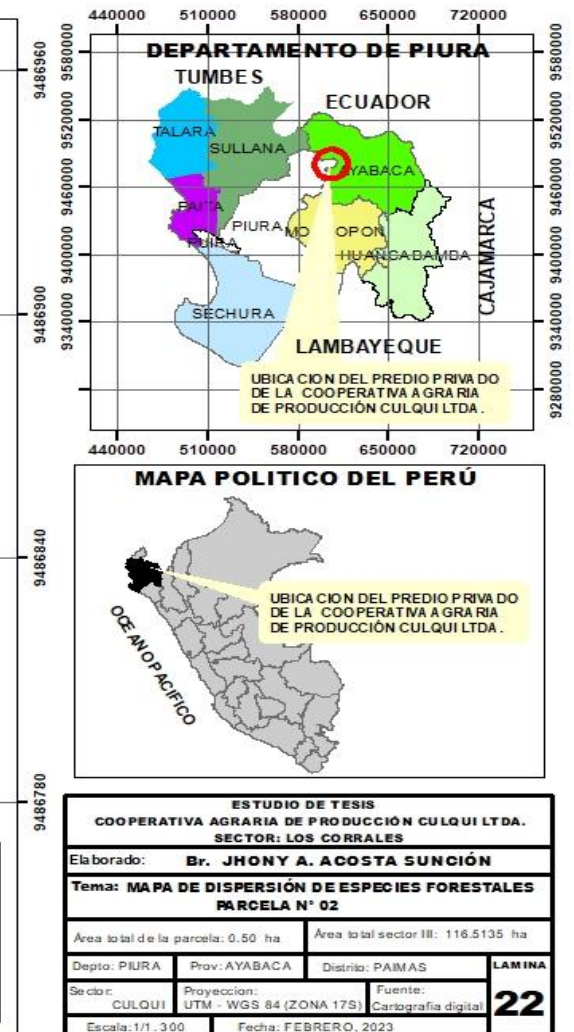 440000 510000 580000 650000 720000
DEPARTAMENTO DE PIURA
TUMBES
ECUADOR
TALARA
SULLANA
AYABACA
PAITA
PIURA
MO OPON
PIURA
HUANCABAMBA
CAJAMARCA
SECHURA
LAMBAYEQUE
UBICACION DEL PREDIO PRIVADO
DE LA COOPERATIVA AGRARIA
DE PRODUCCIÓN CULQUI LTDA.
9580000
9520000
9460000
9400000
9340000
9280000
9580000
9520000
9460000
9400000
9340000
9280000
440000 510000 580000 650000 720000
9486960
9486900
9486840
9486780
MAPA POLITICO DEL PERÚ
UBICACION DEL PREDIO PRIVADO
DE LA COOPERATIVA AGRARIA
DE PRODUCCIÓN CULQUI LTDA.
OCEANO PACIFICO
ESTUDIO DE TESIS
COOPERATIVA AGRARIA DE PRODUCCIÓN CULQUI LTDA.
SECTOR: LOS CORRALES
Elaborado: Br. JHONY A. ACOSTA SUNCIÓN
Tema: MAPA DE DISPERSIÓN DE ESPECIES FORESTALES
PARCELA N° 02
Área total de la parcela: 0.50 ha Área total sector III: 116.5135 ha
Depto: PIURA Prov: AYABACA Distrito: PAIMAS LAMINA
Sector: Proyeccion: Fuente:
CULQUI UTM - WGS 84 (ZONA 17S) Cartografia digital 22
Escala: 1/1.300 Fecha: FEBRERO, 2023